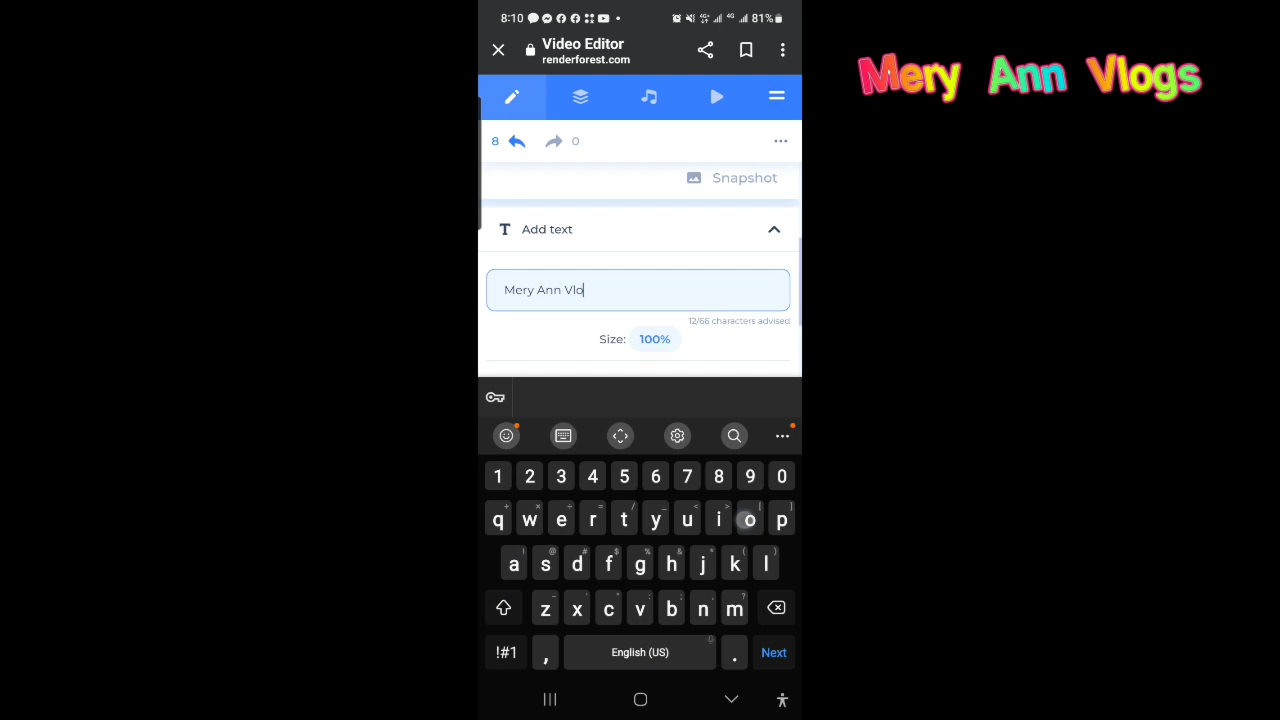 8:10 81%
Mery Ann Vlogs
Video Editor
renderforest.com
8 0
Snapshot
T Add text
Mery Ann Vlo
12/66 characters advised
Size: 100%
1 2 3 4 5 6 7 8 9 0
q w e r t y u i o p
a s d f g h j k l
z x c v b n m
!#1 , English (US) . Next